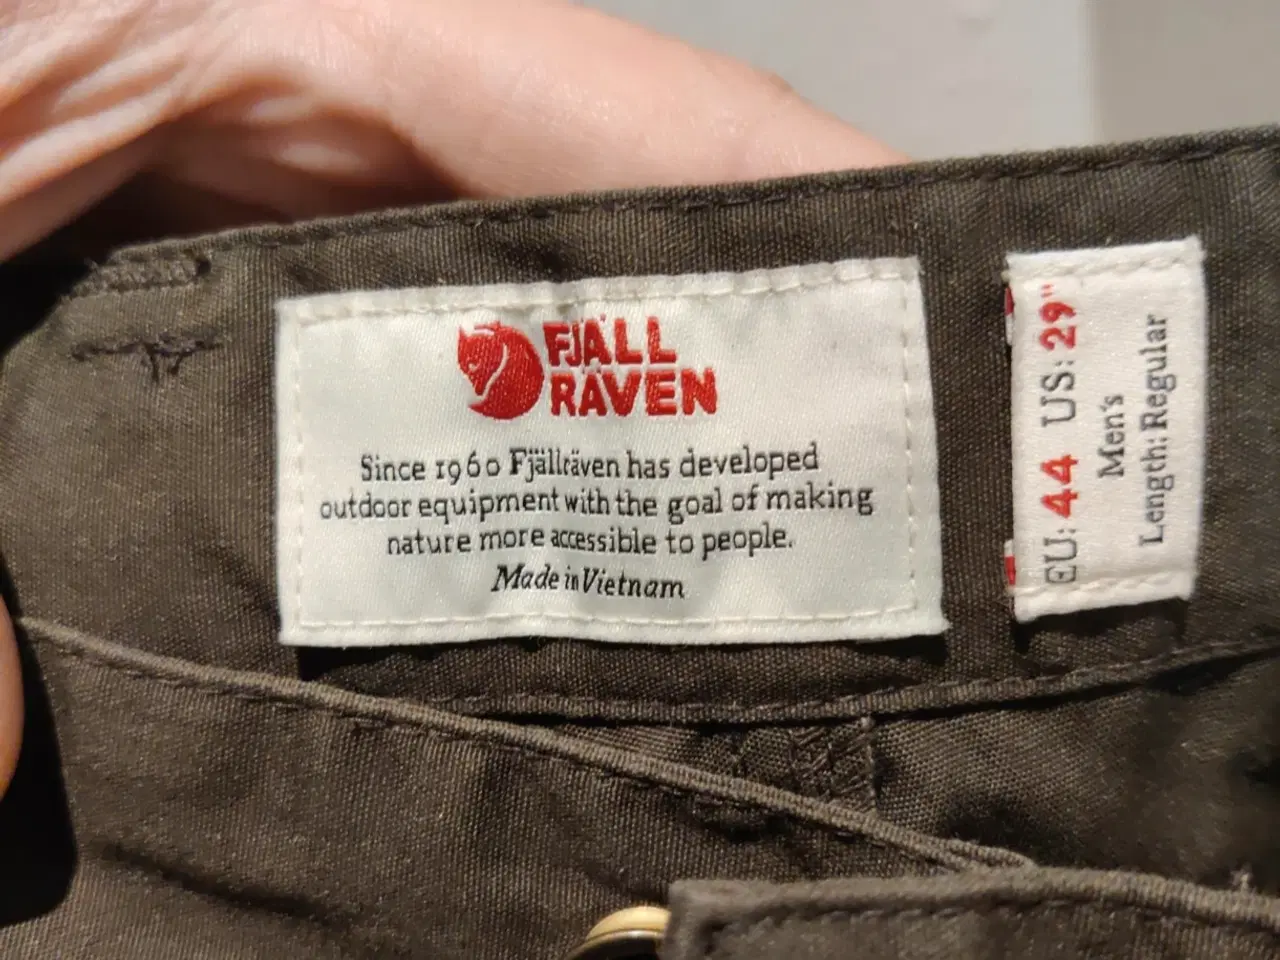 FJÄLL
RÄVEN
Since 1960 Fjällräven has developed
outdoor equipment with the goal of making
nature more accessible to people.
Made in Vietnam
EU: 44 US: 29"
Men's
Length: Regular